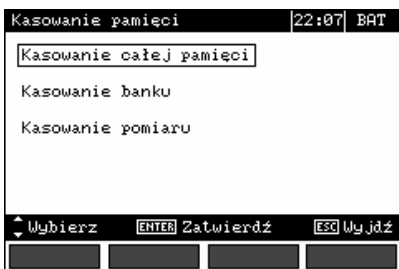 Kasowanie pamięci 22:07 BAT
Kasowanie całej pamięci
Kasowanie banku
Kasowanie pomiaru
Wybierz ENTER Zatwierdź ESC Wyjdź